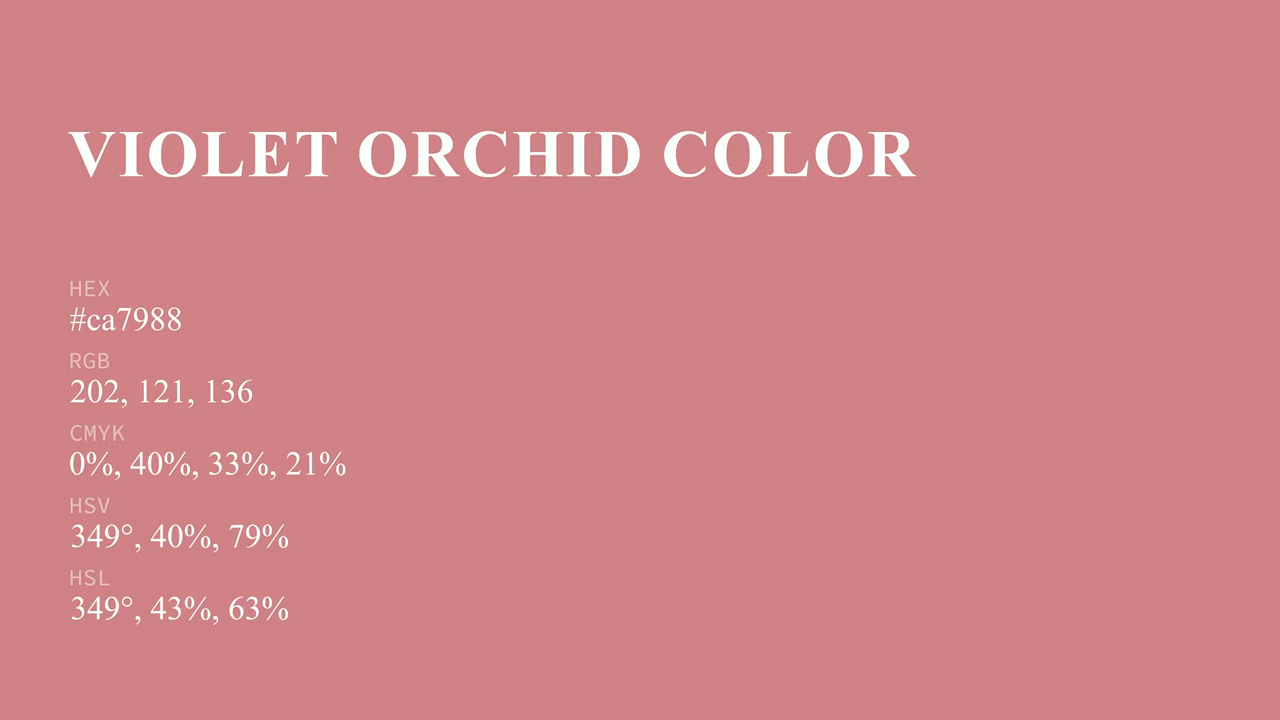 VIOLET ORCHID COLOR
HEX
#ca7988
RGB
202, 121, 136
CMYK
0%, 40%, 33%, 21%
HSV
349°, 40%, 79%
HSL
349°, 43%, 63%